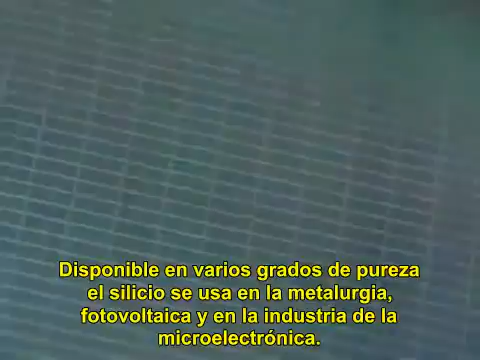 Disponible en varios grados de pureza
el silicio se usa en la metalurgia,
fotovoltaica y en la industria de la
microelectrónica.